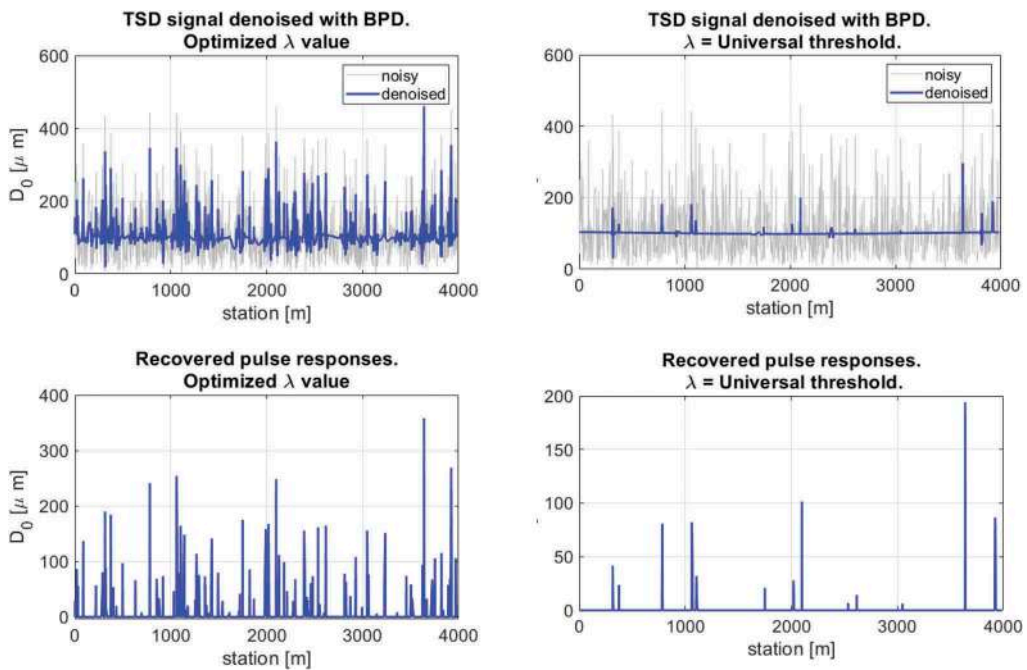 TSD signal denoised with BPD.
Optimized λ value
600
400
200
0
D0 [μ m]
noisy
denoised
0 1000 2000 3000 4000
station [m]
TSD signal denoised with BPD.
λ = Universal threshold.
600
400
200
0
noisy
denoised
0 1000 2000 3000 4000
station [m]
Recovered pulse responses.
Optimized λ value
400
300
200
100
0
D0 [μ m]
0 1000 2000 3000 4000
station [m]
Recovered pulse responses.
λ = Universal threshold.
200
150
100
50
0
0 1000 2000 3000 4000
station [m]